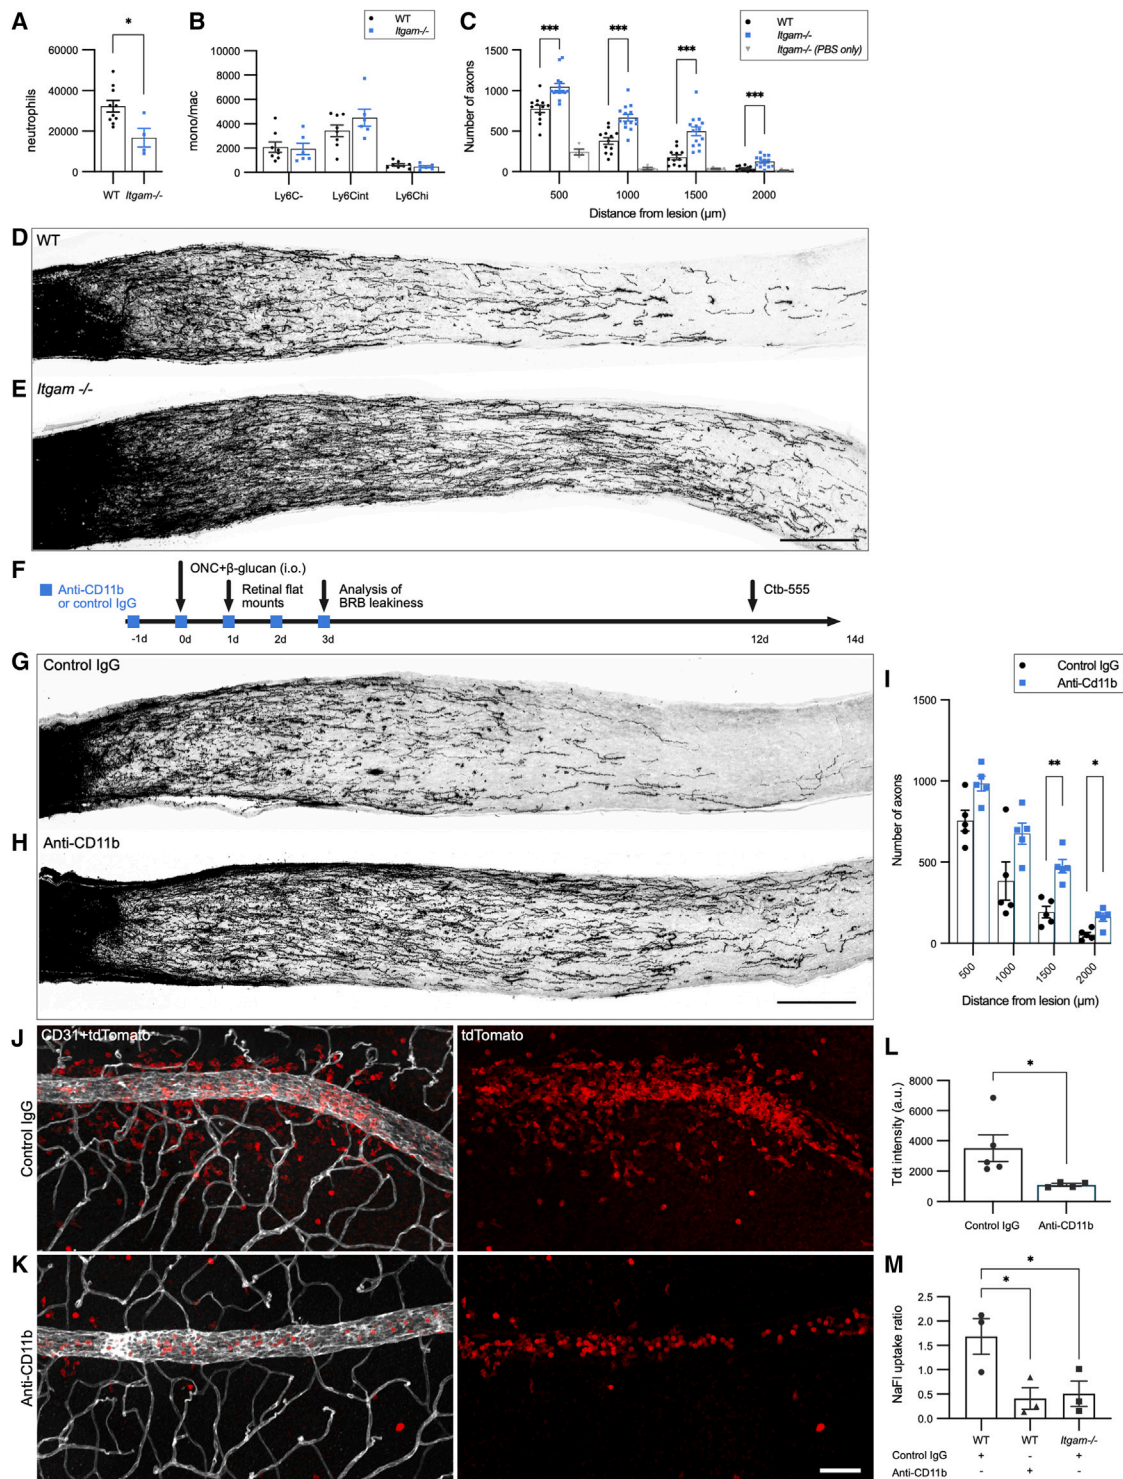 A
60000
40000
20000
0
neutrophils
*
WT Itgam-/-
B
WT
Itgam-/-
10000
8000
6000
4000
2000
0
mono/mac
Ly6C- Ly6Cint Ly6Chi
C
WT
Itgam-/-
Itgam-/- (PBS only)
1500
1000
500
0
Number of axons
*** *** *** ***
500 1000 1500 2000
Distance from lesion (µm)
D
WT
E
Itgam -/-
F
Anti-CD11b
or control IgG
ONC+β-glucan (i.o.)
Retinal flat
mounts
Analysis of
BRB leakiness
Ctb-555
-1d 0d 1d 2d 3d 12d 14d
G
Control IgG
H
Anti-CD11b
I
Control IgG
Anti-Cd11b
1500
1000
500
0
Number of axons
** *
500 1000 1500 2000
Distance from lesion (µm)
J
Control IgG
CD31+tdTomato
tdTomato
K
Anti-CD11b
L
8000
6000
4000
2000
0
Tdt intensity (a.u.)
*
Control IgG Anti-CD11b
M
2.5
2.0
1.5
1.0
0.5
0.0
NaFl uptake ratio
*
*
WT WT Itgam-/-
Control IgG + - +
Anti-CD11b - + -